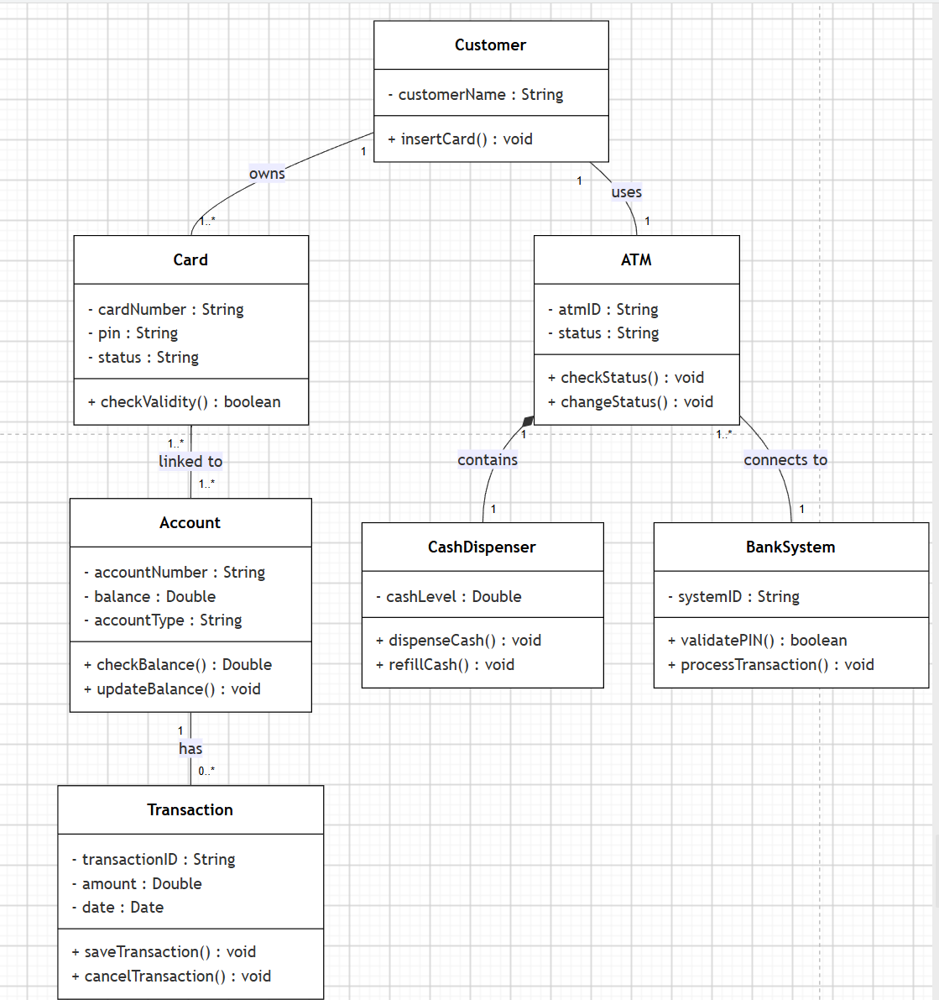 Customer
- customerName : String
+ insertCard() : void
1
owns
1..*
1
uses
1
Card
- cardNumber : String
- pin : String
- status : String
+ checkValidity() : boolean
ATM
- atmID : String
- status : String
+ checkStatus() : void
+ changeStatus() : void
1..*
linked to
1..*
1
contains
1
1..*
connects to
1
Account
- accountNumber : String
- balance : Double
- accountType : String
+ checkBalance() : Double
+ updateBalance() : void
CashDispenser
- cashLevel : Double
+ dispenseCash() : void
+ refillCash() : void
BankSystem
- systemID : String
+ validatePIN() : boolean
+ processTransaction() : void
1
has
0..*
Transaction
- transactionID : String
- amount : Double
- date : Date
+ saveTransaction() : void
+ cancelTransaction() : void